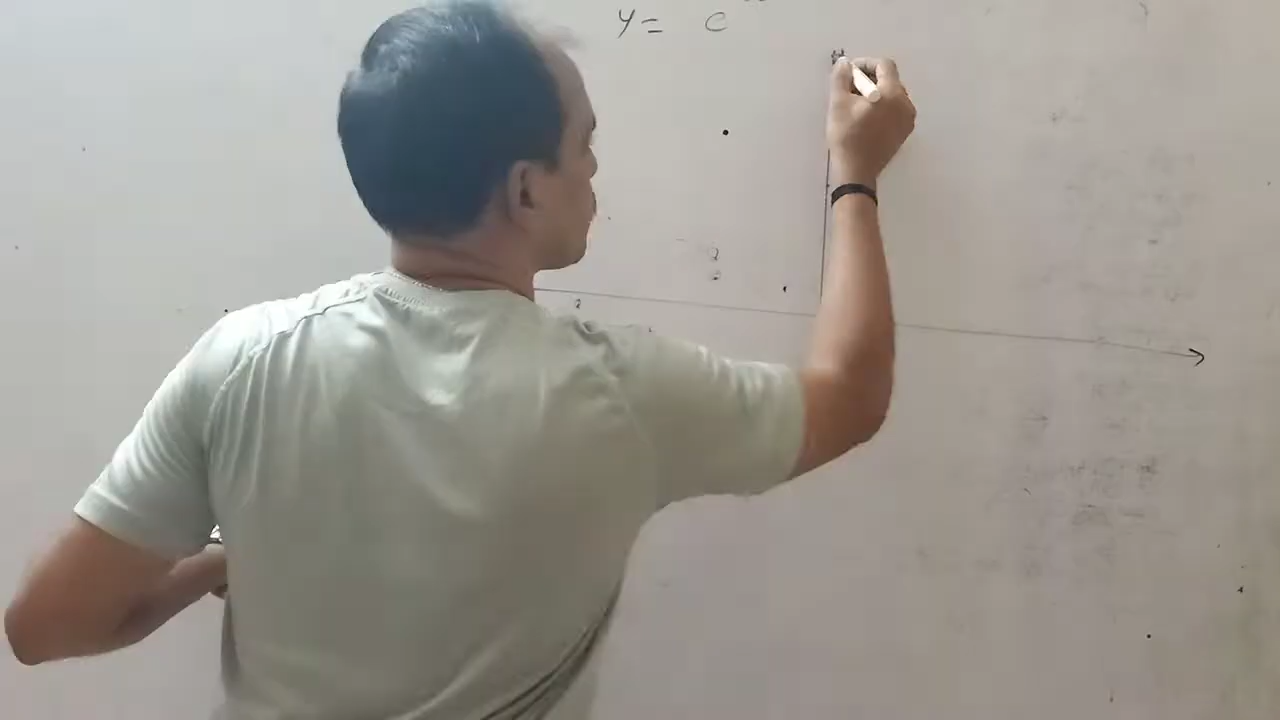 y = e